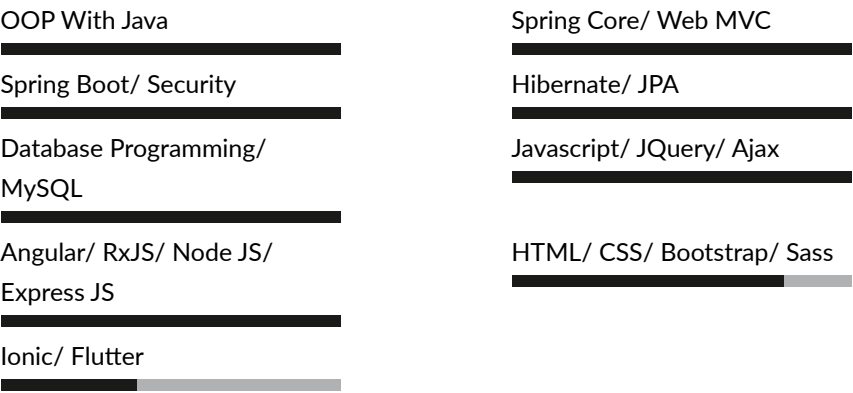 OOP With Java
Spring Core/ Web MVC
Spring Boot/ Security
Hibernate/ JPA
Database Programming/
MySQL
Javascript/ JQuery/ Ajax
Angular/ RxJS/ Node JS/
Express JS
HTML/ CSS/ Bootstrap/ Sass
Ionic/ Flutter